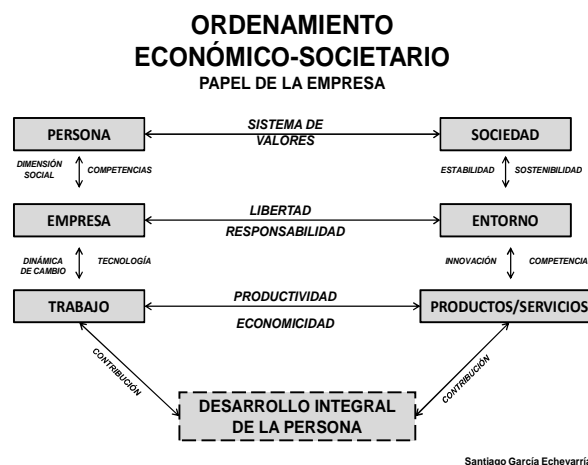 ORDENAMIENTO
ECONÓMICO-SOCIETARIO
PAPEL DE LA EMPRESA
PERSONA
SISTEMA DE
VALORES
SOCIEDAD
DIMENSIÓN
SOCIAL
COMPETENCIAS
ESTABILIDAD
SOSTENIBILIDAD
EMPRESA
LIBERTAD
RESPONSABILIDAD
ENTORNO
DINÁMICA
DE CAMBIO
TECNOLOGÍA
INNOVACIÓN
COMPETENCIA
TRABAJO
PRODUCTIVIDAD
ECONOMICIDAD
PRODUCTOS/SERVICIOS
CONTRIBUCIÓN
CONTRIBUCIÓN
DESARROLLO INTEGRAL
DE LA PERSONA
Santiago García Echevarría